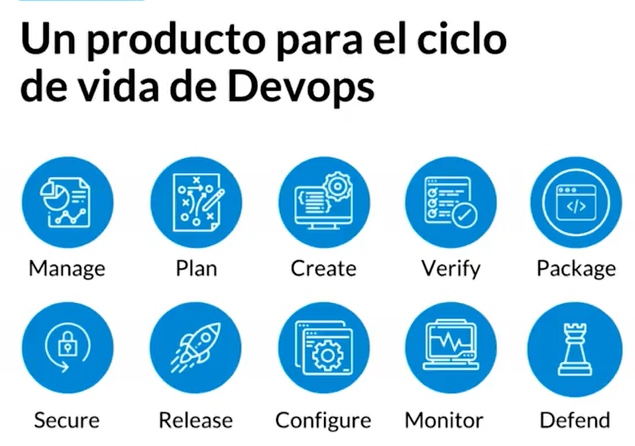 Un producto para el ciclo
de vida de Devops
Manage Plan Create Verify Package
Secure Release Configure Monitor Defend